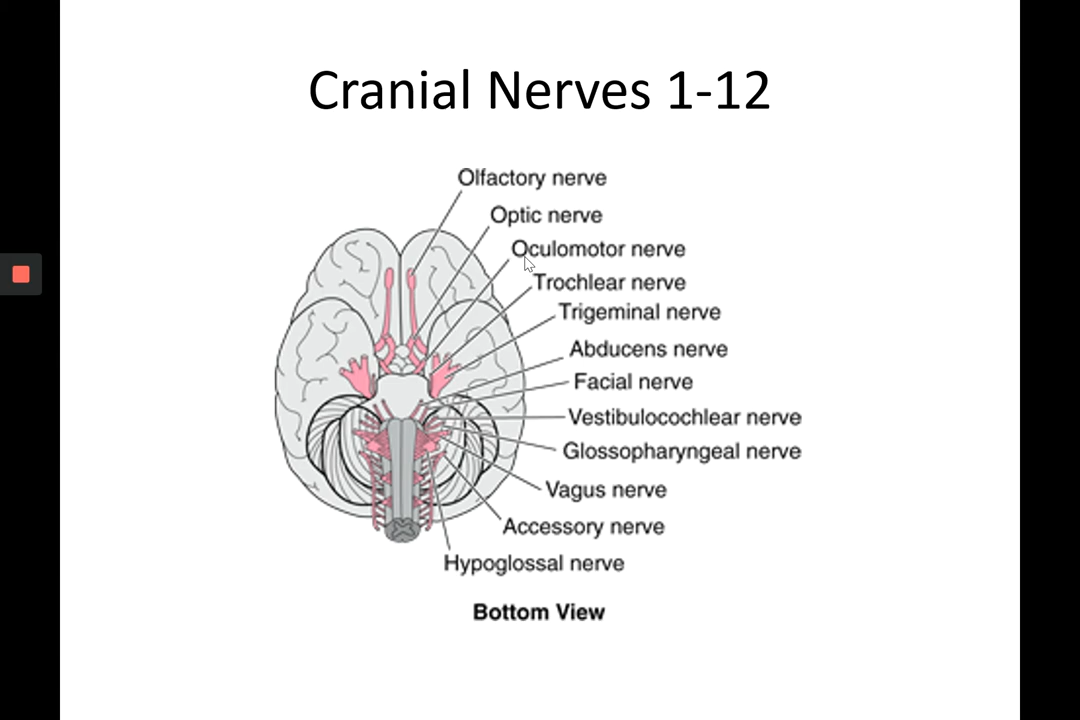 Cranial Nerves 1-12
Olfactory nerve
Optic nerve
Oculomotor nerve
Trochlear nerve
Trigeminal nerve
Abducens nerve
Facial nerve
Vestibulocochlear nerve
Glossopharyngeal nerve
Vagus nerve
Accessory nerve
Hypoglossal nerve
Bottom View